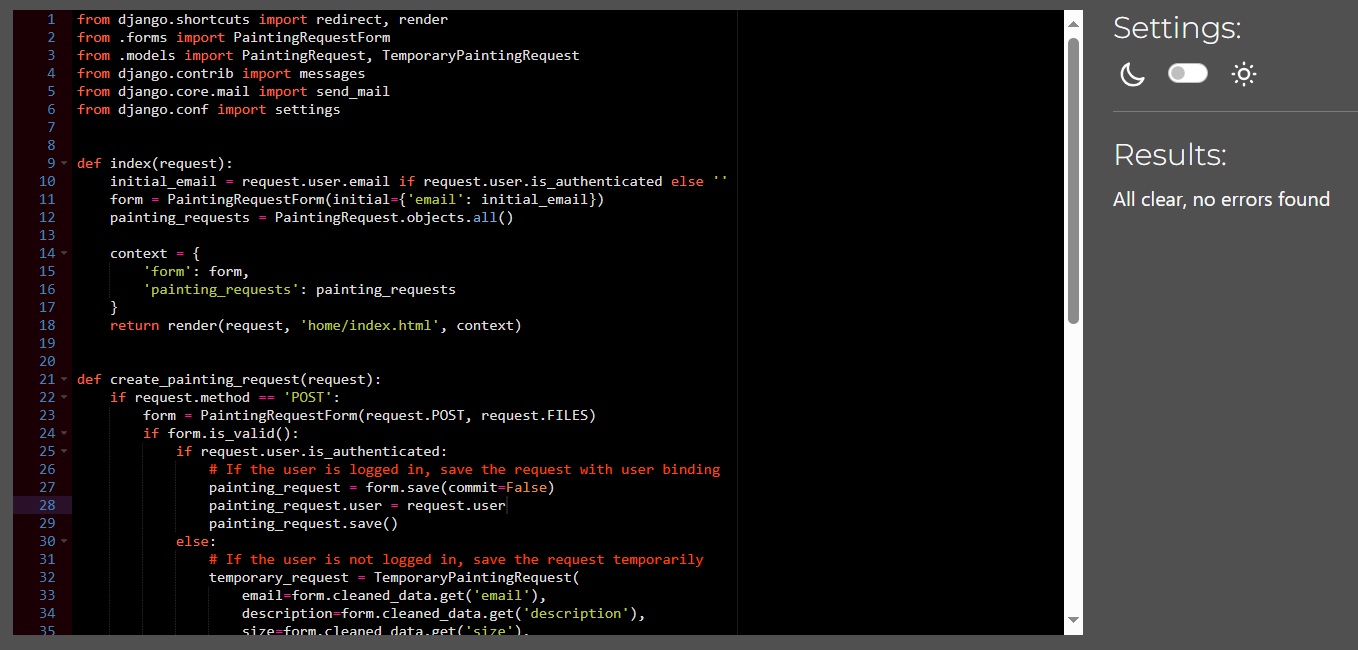 1 from django.shortcuts import redirect, render
2 from .forms import PaintingRequestForm
3 from .models import PaintingRequest, TemporaryPaintingRequest
4 from django.contrib import messages
5 from django.core.mail import send_mail
6 from django.conf import settings
7
8
9 def index(request):
10     initial_email = request.user.email if request.user.is_authenticated else ''
11     form = PaintingRequestForm(initial={'email': initial_email})
12     painting_requests = PaintingRequest.objects.all()
13
14     context = {
15         'form': form,
16         'painting_requests': painting_requests
17     }
18     return render(request, 'home/index.html', context)
19
20
21 def create_painting_request(request):
22     if request.method == 'POST':
23         form = PaintingRequestForm(request.POST, request.FILES)
24         if form.is_valid():
25             if request.user.is_authenticated:
26                 # If the user is logged in, save the request with user binding
27                 painting_request = form.save(commit=False)
28                 painting_request.user = request.user
29                 painting_request.save()
30             else:
31                 # If the user is not logged in, save the request temporarily
32                 temporary_request = TemporaryPaintingRequest(
33                     email=form.cleaned_data.get('email'),
34                     description=form.cleaned_data.get('description'),
35                     size=form.cleaned_data.get('size'),
Settings:
Results:
All clear, no errors found